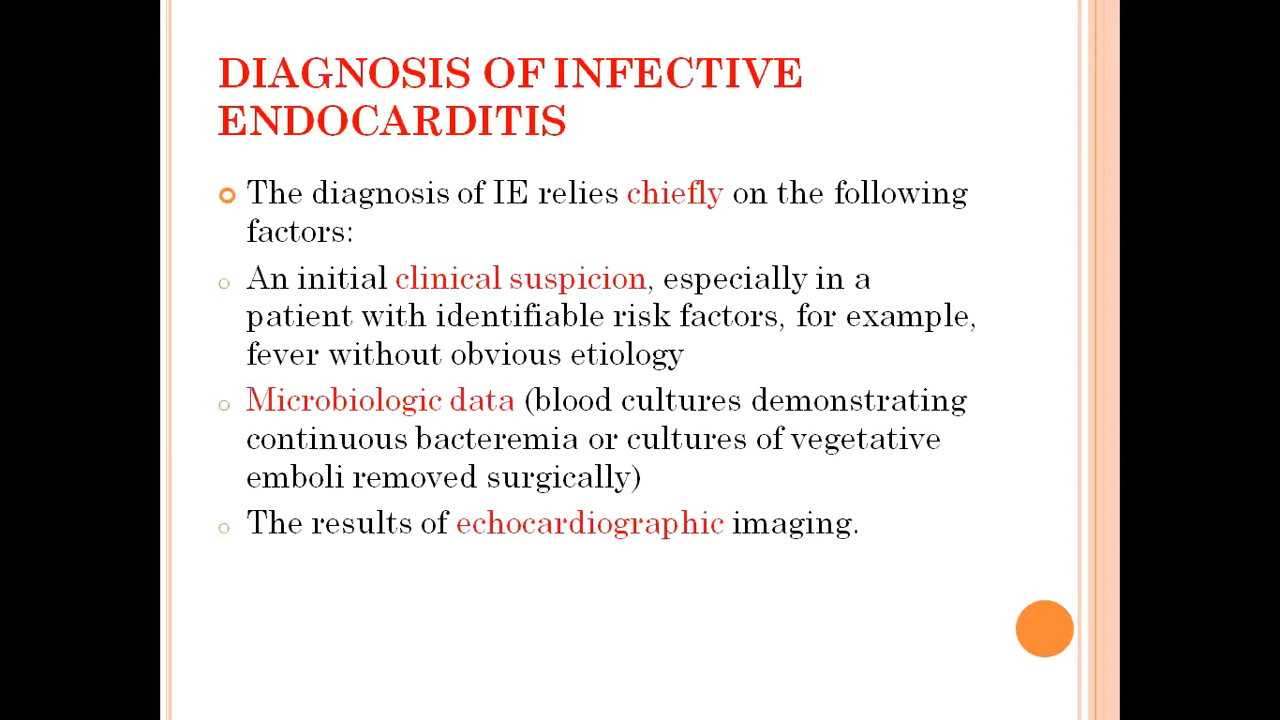 DIAGNOSIS OF INFECTIVE
ENDOCARDITIS
The diagnosis of IE relies chiefly on the following
factors:
An initial clinical suspicion, especially in a
patient with identifiable risk factors, for example,
fever without obvious etiology
Microbiologic data (blood cultures demonstrating
continuous bacteremia or cultures of vegetative
emboli removed surgically)
The results of echocardiographic imaging.